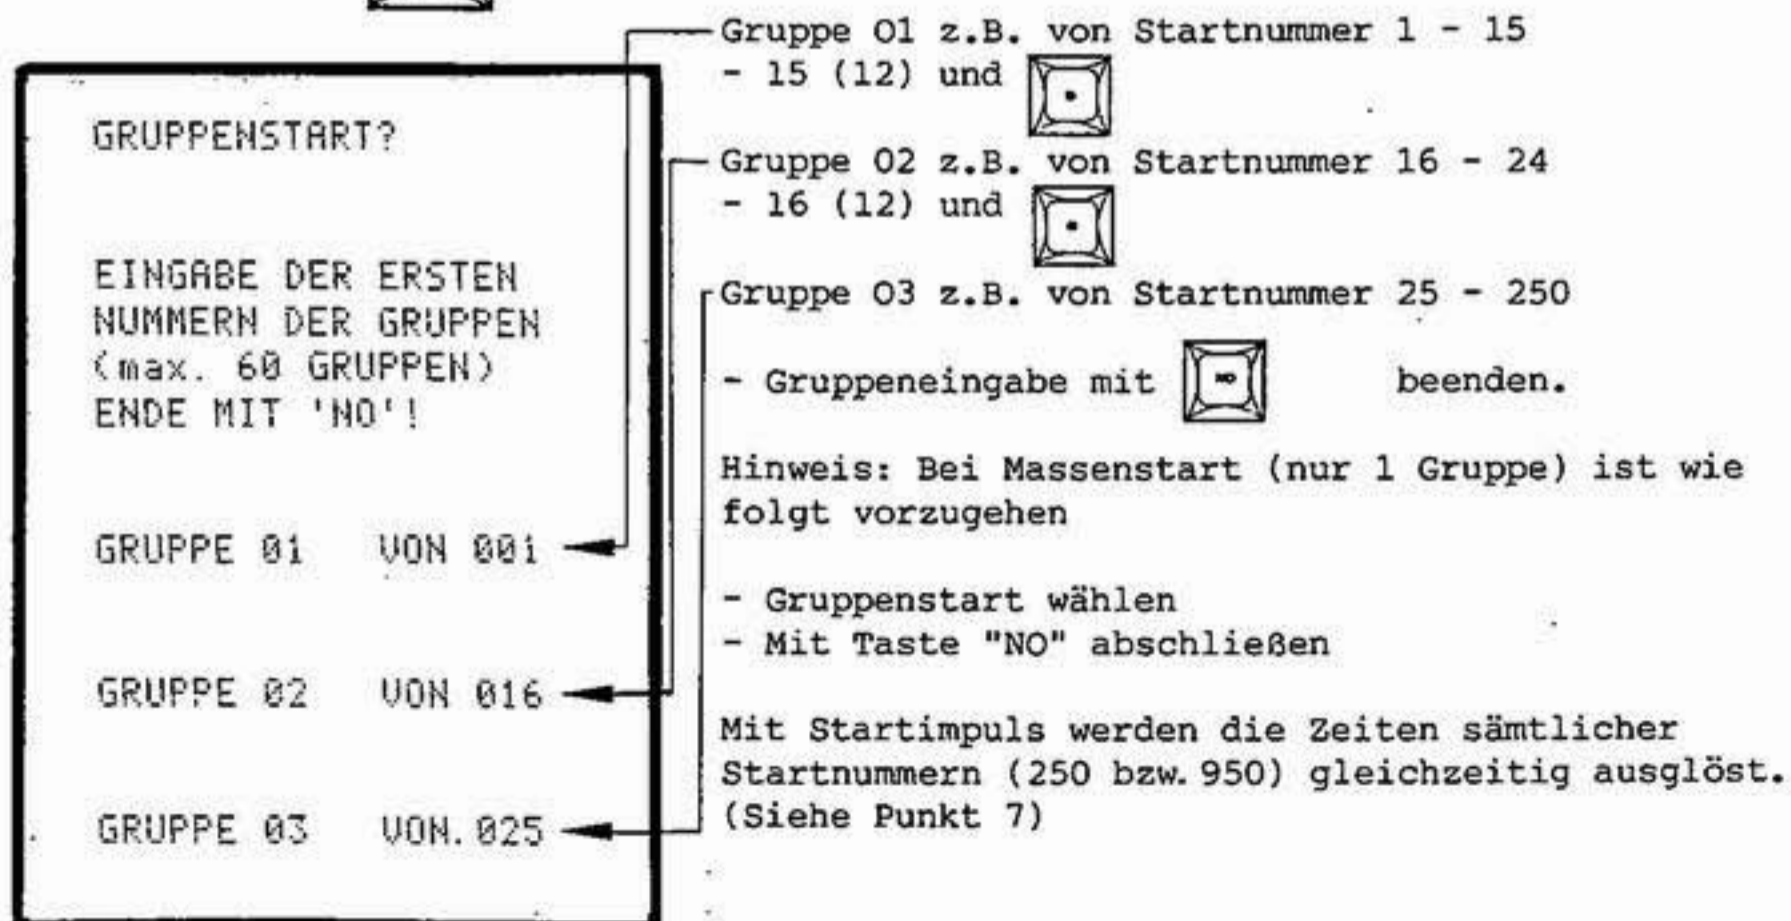 GRUPPENSTART?
EINGABE DER ERSTEN
NUMMERN DER GRUPPEN
(max. 60 GRUPPEN)
ENDE MIT 'NO'!
GRUPPE 01 VON 001
GRUPPE 02 VON 016
GRUPPE 03 VON. 025
Gruppe 01 z.B. von Startnummer 1 - 15
- 15 (12) und
Gruppe 02 z.B. von Startnummer 16 - 24
- 16 (12) und
Gruppe 03 z.B. von Startnummer 25 - 250
- Gruppeneingabe mit NO beenden.
Hinweis: Bei Massenstart (nur 1 Gruppe) ist wie
folgt vorzugehen
- Gruppenstart wählen
- Mit Taste "NO" abschließen
Mit Startimpuls werden die Zeiten sämtlicher
Startnummern (250 bzw. 950) gleichzeitig ausglöst.
(Siehe Punkt 7)